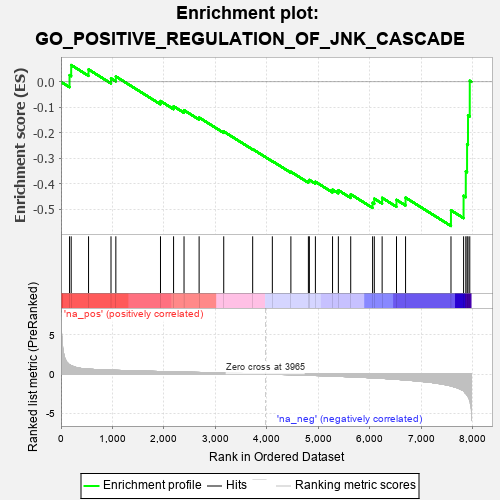 Enrichment plot:
GO_POSITIVE_REGULATION_OF_JNK_CASCADE
Enrichment score (ES)
0.0
-0.1
-0.2
-0.3
-0.4
-0.5
'na_pos' (positively correlated)
Ranked list metric (PreRanked)
5
0
-5
Zero cross at 3965
'na_neg' (negatively correlated)
0 1,000 2,000 3,000 4,000 5,000 6,000 7,000 8,000
Rank in Ordered Dataset
Enrichment profile Hits Ranking metric scores